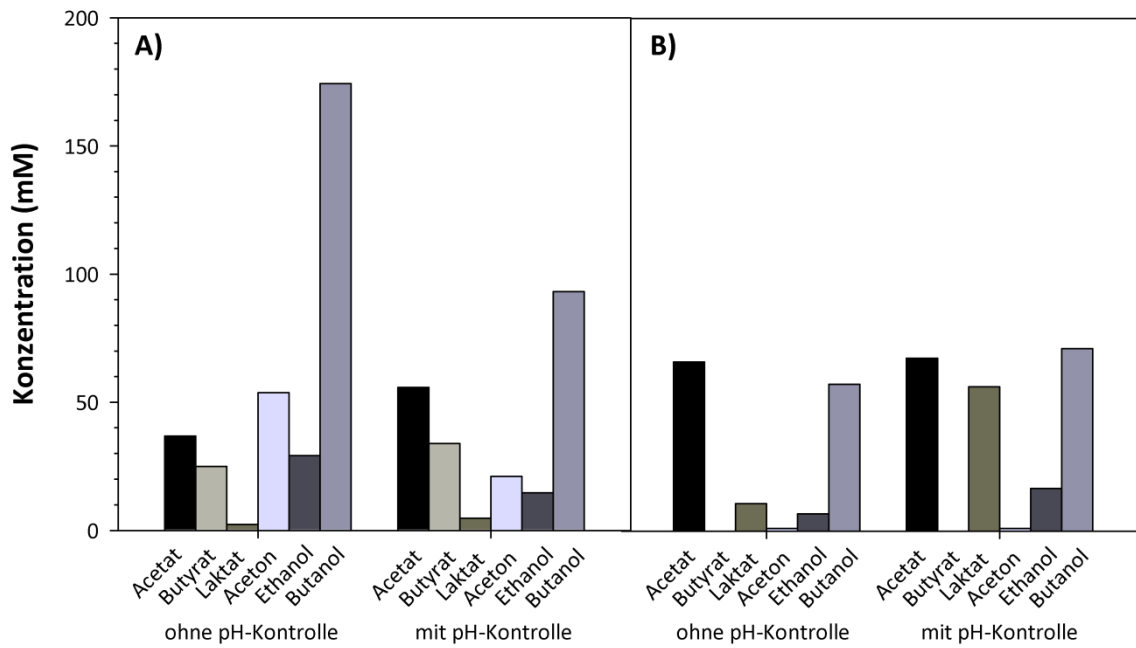 200
150
100
50
0
Konzentration (mM)
A)
B)
Acetat
Butyrat
Laktat
Aceton
Ethanol
Butanol
Acetat
Butyrat
Laktat
Aceton
Ethanol
Butanol
Acetat
Butyrat
Laktat
Aceton
Ethanol
Butanol
Acetat
Butyrat
Laktat
Aceton
Ethanol
Butanol
ohne pH-Kontrolle
mit pH-Kontrolle
ohne pH-Kontrolle
mit pH-Kontrolle